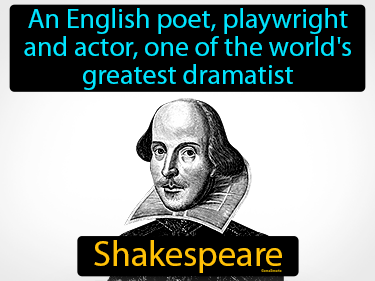 An English poet, playwright
and actor, one of the world's
greatest dramatist
Shakespeare